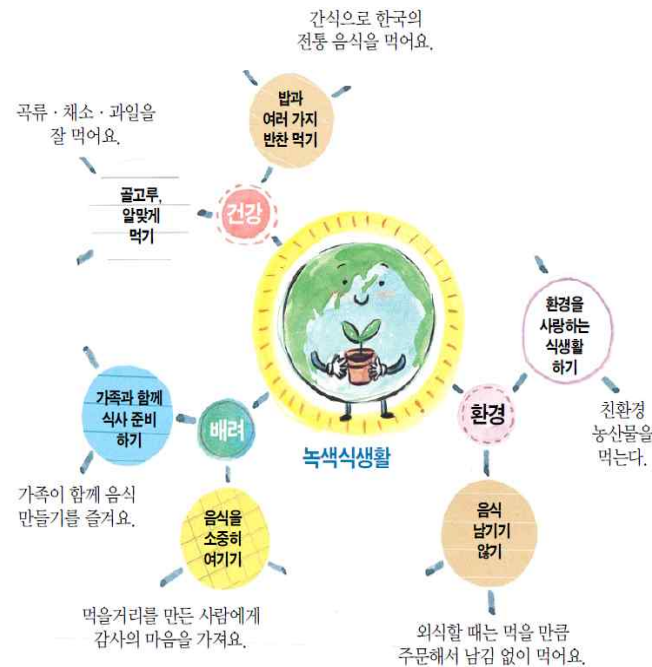 간식으로 한국의
전통 음식을 먹어요.
밥과
여러 가지
반찬 먹기
곡류 · 채소 · 과일을
잘 먹어요.
골고루,
알맞게
먹기
건강
환경을
사랑하는
식생활
하기
친환경
농산물을
먹는다.
환경
가족과 함께
식사 준비
하기
배려
녹색식생활
가족이 함께 음식
만들기를 즐겨요.
음식을
소중히
여기기
음식
남기기
않기
먹을거리를 만든 사람에게
감사의 마음을 가져요.
외식할 때는 먹을 만큼
주문해서 남김 없이 먹어요.